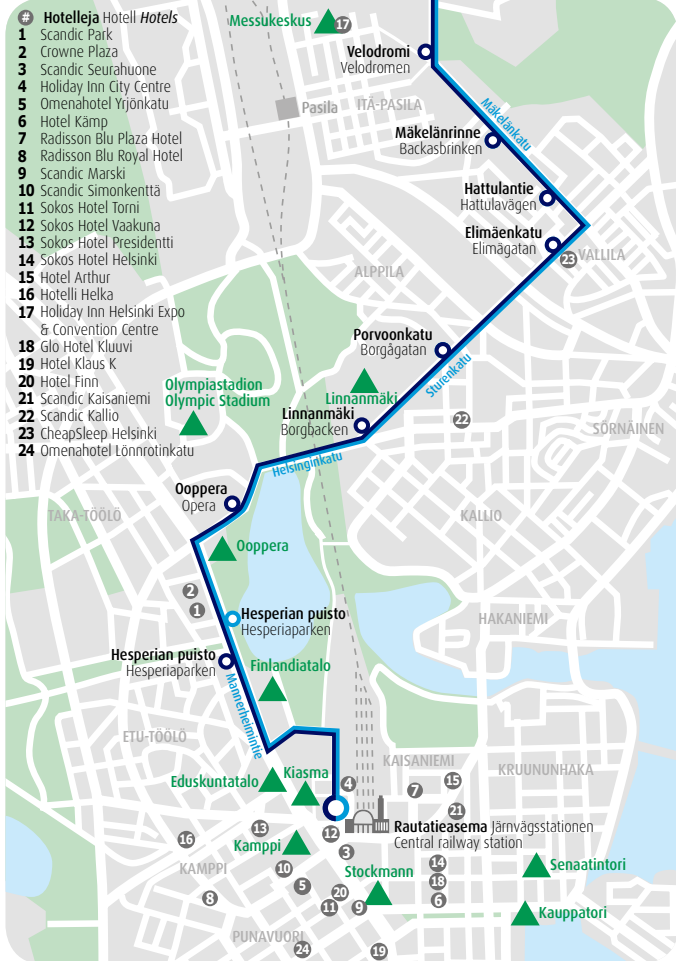 # Hotelleja Hotell Hotels
1 Scandic Park
2 Crowne Plaza
3 Scandic Seurahuone
4 Holiday Inn City Centre
5 Omenahotel Yrjönkatu
6 Hotel Kämp
7 Radisson Blu Plaza Hotel
8 Radisson Blu Royal Hotel
9 Scandic Marski
10 Scandic Simonkenttä
11 Sokos Hotel Torni
12 Sokos Hotel Vaakuna
13 Sokos Hotel Presidentti
14 Sokos Hotel Helsinki
15 Hotel Arthur
16 Hotelli Helka
17 Holiday Inn Helsinki Expo
& Convention Centre
18 Glo Hotel Kluuvi
19 Hotel Klaus K
20 Hotel Finn
21 Scandic Kaisaniemi
22 Scandic Kallio
23 CheapSleep Helsinki
24 Omenahotel Lönnrotinkatu
Messukeskus 17
Velodromi
Velodromen
Pasila
ITÄ-PASILA
Mäkelänkatu
Mäkelänrinne
Backasbrinken
Hattulantie
Hattulavägen
Elimäenkatu
Elimägatan
23
VALLILA
ALPPILA
Porvoonkatu
Borgågatan
Sturenkatu
Olympiastadion
Olympic Stadium
Linnanmäki
Linnanmäki
Borgbacken
22
SÖRNÄINEN
Helsinginkatu
Ooppera
Opera
TAKA-TÖÖLÖ
KALLIO
Ooppera
2
1
Hesperian puisto
Hesperiaparken
HAKANIEMI
Hesperian puisto
Hesperiaparken
Finlandiatalo
Mannerheimintie
ETU-TÖÖLÖ
KAISANIEMI
KRUUNUNHAKA
Eduskuntatalo
Kiasma
4
7
15
21
Rautatieasema Järnvägsstationen
Central railway station
16
13
12
Kamppi
3
KAMPPI
10
Stockmann
14
Senaatintori
5
20
18
8
11
9
6
Kauppatori
PUNAVUORI
24
19